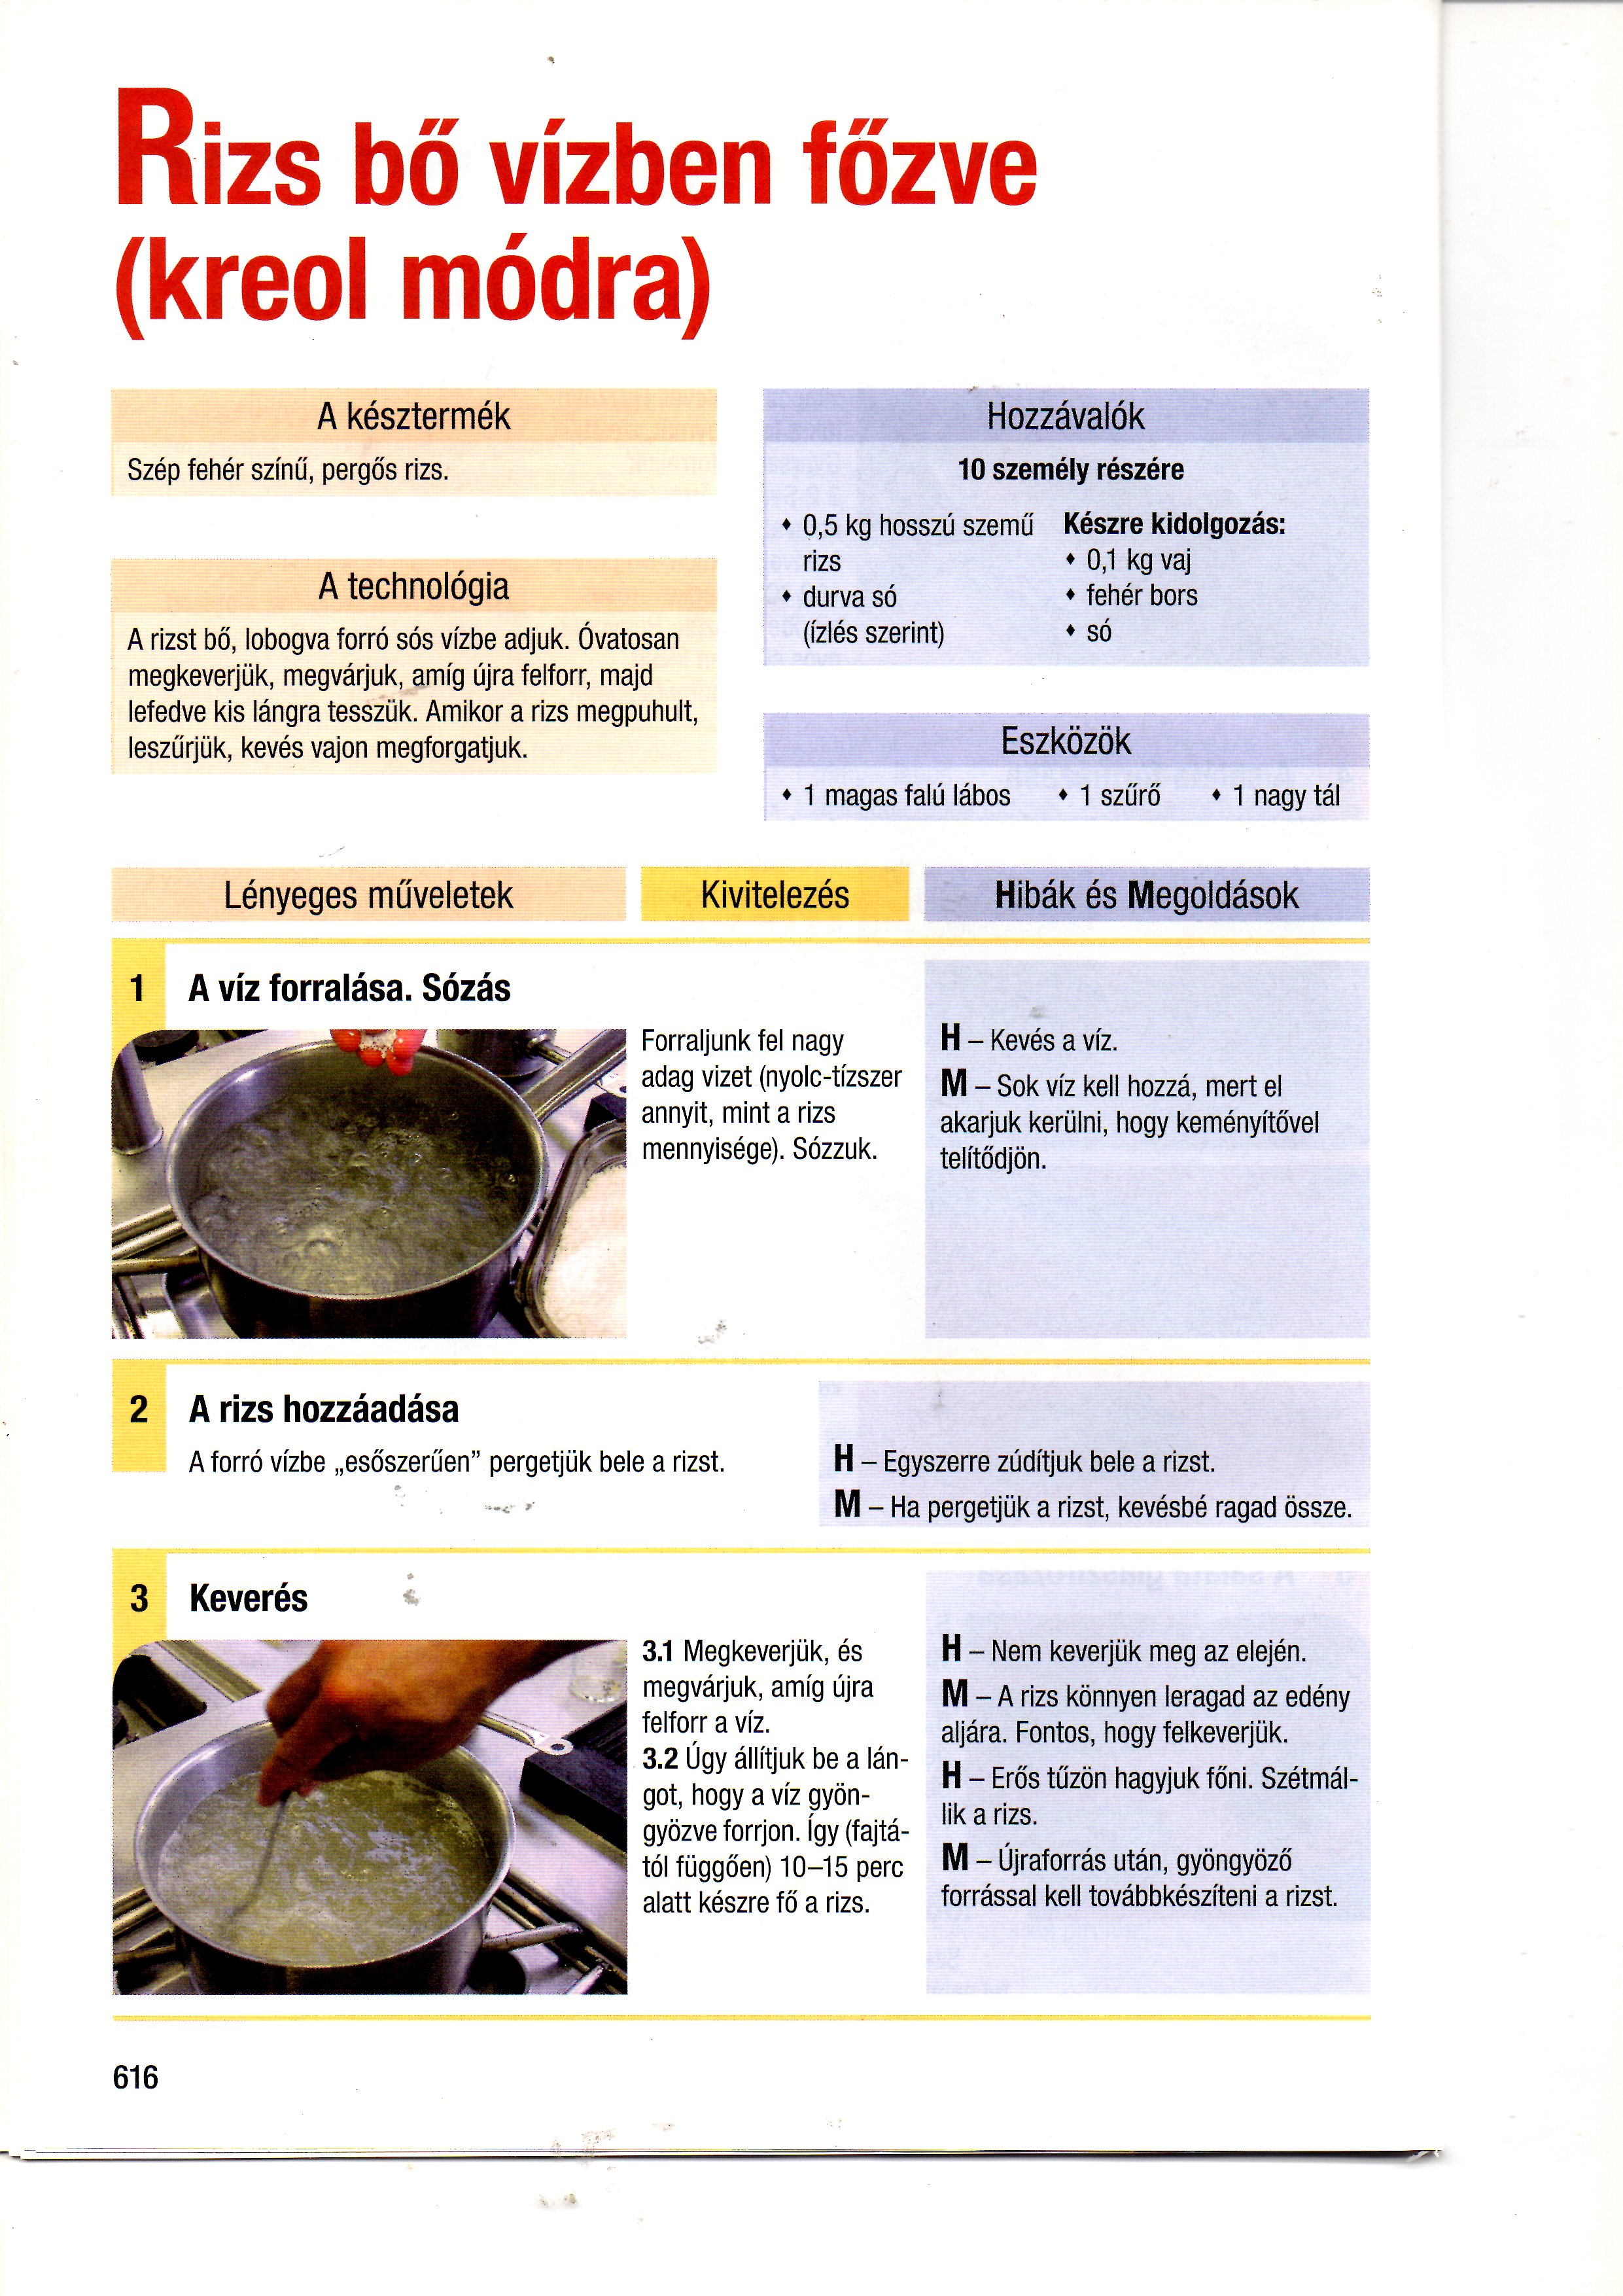 Rizs bő vízben főzve
(kreol módra)
A késztermék
Szép fehér színű, pergős rizs.
A technológia
A rizst bő, lobogva forró sós vízbe adjuk. Óvatosan
megkeverjük, megvárjuk, amíg újra felforr, majd
lefedve kis lángra tesszük. Amikor a rizs megpuhult,
leszűrjük, kevés vajon megforgatjuk.
Hozzávalók
10 személy részére
♦ 0,5 kg hosszú szemű
rizs
♦ durva só
(ízlés szerint)
Készre kidolgozás:
♦ 0,1 kg vaj
♦ fehér bors
♦ só
Eszközök
♦ 1 magas falú lábos ♦ 1 szűrő ♦ 1 nagy tál
Lényeges műveletek
Kivitelezés
Hibák és Megoldások
1 A víz forralása. Sózás
Forraljunk fel nagy
adag vizet (nyolc-tízszer
annyit, mint a rizs
mennyisége). Sózzuk.
H – Kevés a víz.
M – Sok víz kell hozzá, mert el
akarjuk kerülni, hogy keményítővel
telítődjön.
2 A rizs hozzáadása
A forró vízbe „esőszerűen” pergetjük bele a rizst.
H – Egyszerre zúdítjuk bele a rizst.
M – Ha pergetjük a rizst, kevésbé ragad össze.
3 Keverés
3.1 Megkeverjük, és
megvárjuk, amíg újra
felforr a víz.
3.2 Úgy állítjuk be a lán-
got, hogy a víz gyön-
gyözve forrjon. Így (fajtá-
tól függően) 10–15 perc
alatt készre fő a rizs.
H – Nem keverjük meg az elején.
M – A rizs könnyen leragad az edény
aljára. Fontos, hogy felkeverjük.
H – Erős tűzön hagyjuk főni. Szétmál-
lik a rizs.
M – Újraforrás után, gyöngyöző
forrással kell továbbkészíteni a rizst.
616